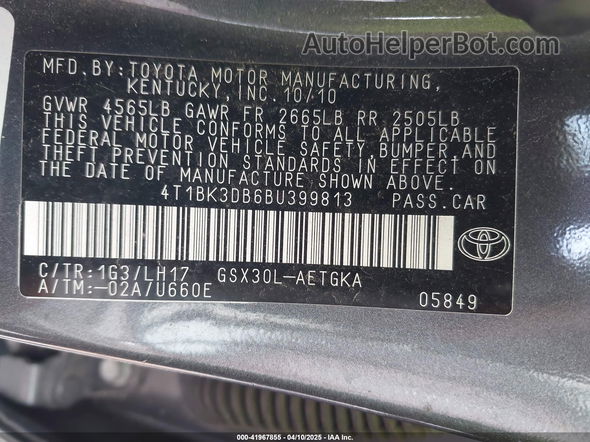 AutoHelperBot.com
MFD.BY:TOYOTA MOTOR MANUFACTURING,
KENTUCKY, INC. 10/10
GVWR 4565LB GAWR FR 2665LB RR 2505LB
THIS VEHICLE CONFORMS TO ALL APPLICABLE
FEDERAL MOTOR VEHICLE SAFETY, BUMPER, AND
THEFT PREVENTION STANDARDS IN EFFECT ON
THE DATE OF MANUFACTURE SHOWN ABOVE.
4T1BK3DB6BU399813 PASS.CAR
C/TR:1G3/LH17 GSX30L-AETGKA
A/TM:-02A/U660E
05849
000-41967855 — 04/10/2025 — IAA Inc.